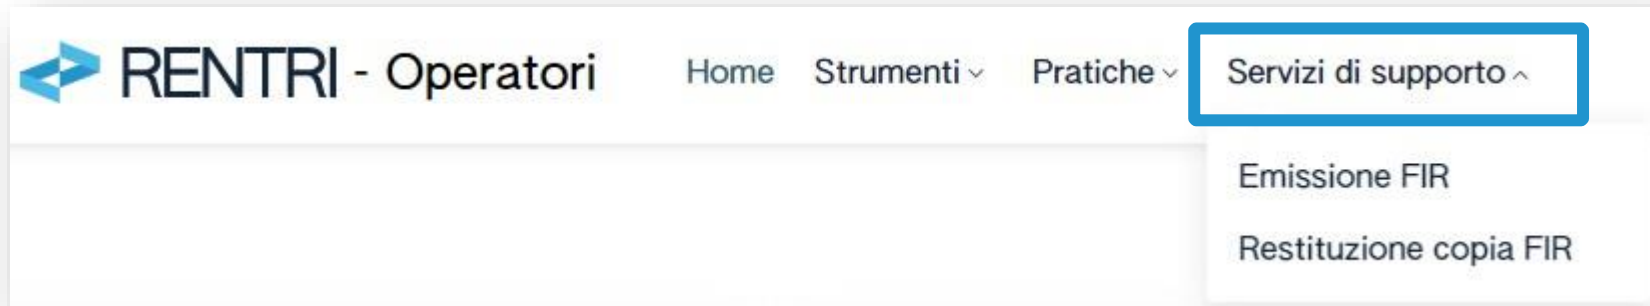 RENTRI - Operatori Home Strumenti Pratiche Servizi di supporto
Emissione FIR
Restituzione copia FIR